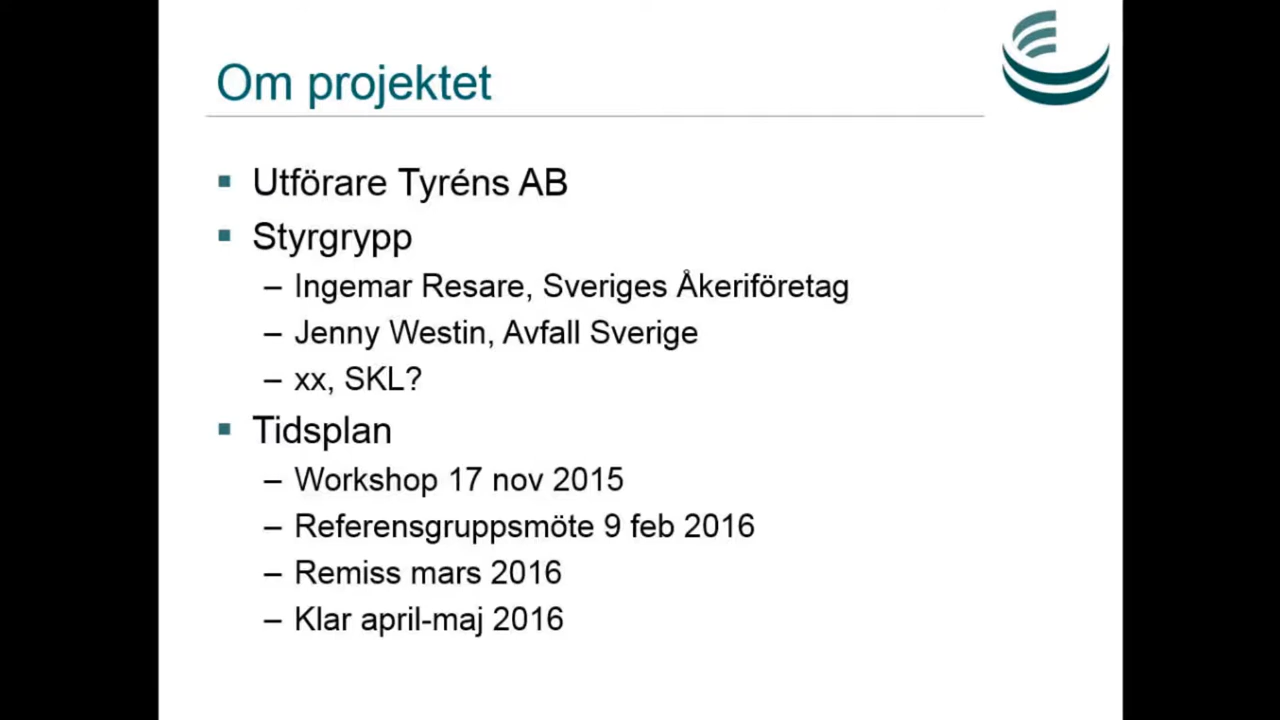 Om projektet
▪ Utförare Tyréns AB
▪ Styrgrypp
– Ingemar Resare, Sveriges Åkeriföretag
– Jenny Westin, Avfall Sverige
– xx, SKL?
▪ Tidsplan
– Workshop 17 nov 2015
– Referensgruppsmöte 9 feb 2016
– Remiss mars 2016
– Klar april-maj 2016